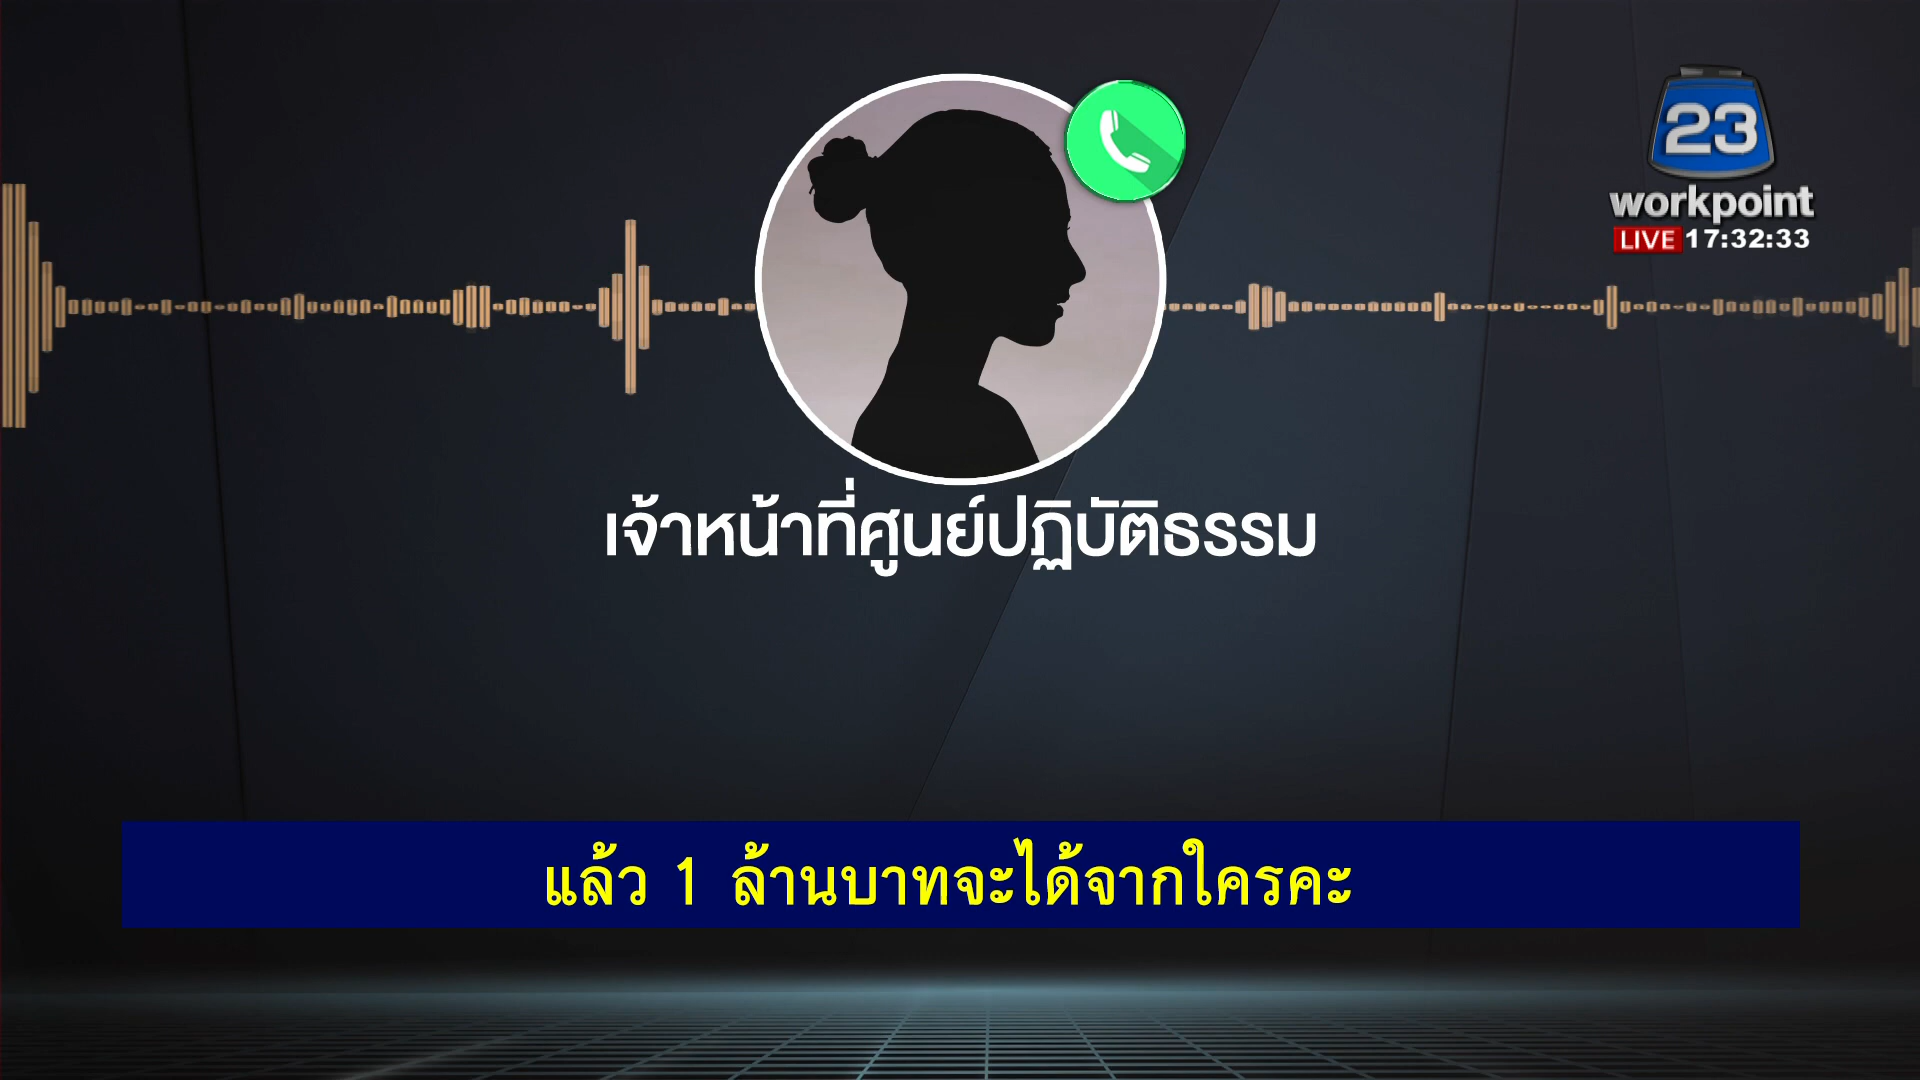 23
workpoint
LIVE 17:32:33
เจ้าหน้าที่ศูนย์ปฏิบัติธรรม
แล้ว 1 ล้านบาทจะได้จากใครคะ